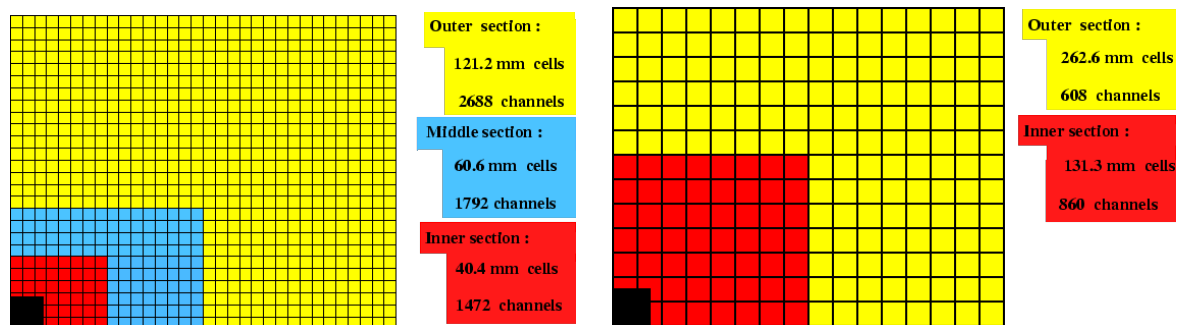 Outer section :
121.2 mm cells
2688 channels
Middle section :
60.6 mm cells
1792 channels
Inner section :
40.4 mm cells
1472 channels
Outer section :
262.6 mm cells
608 channels
Inner section :
131.3 mm cells
860 channels